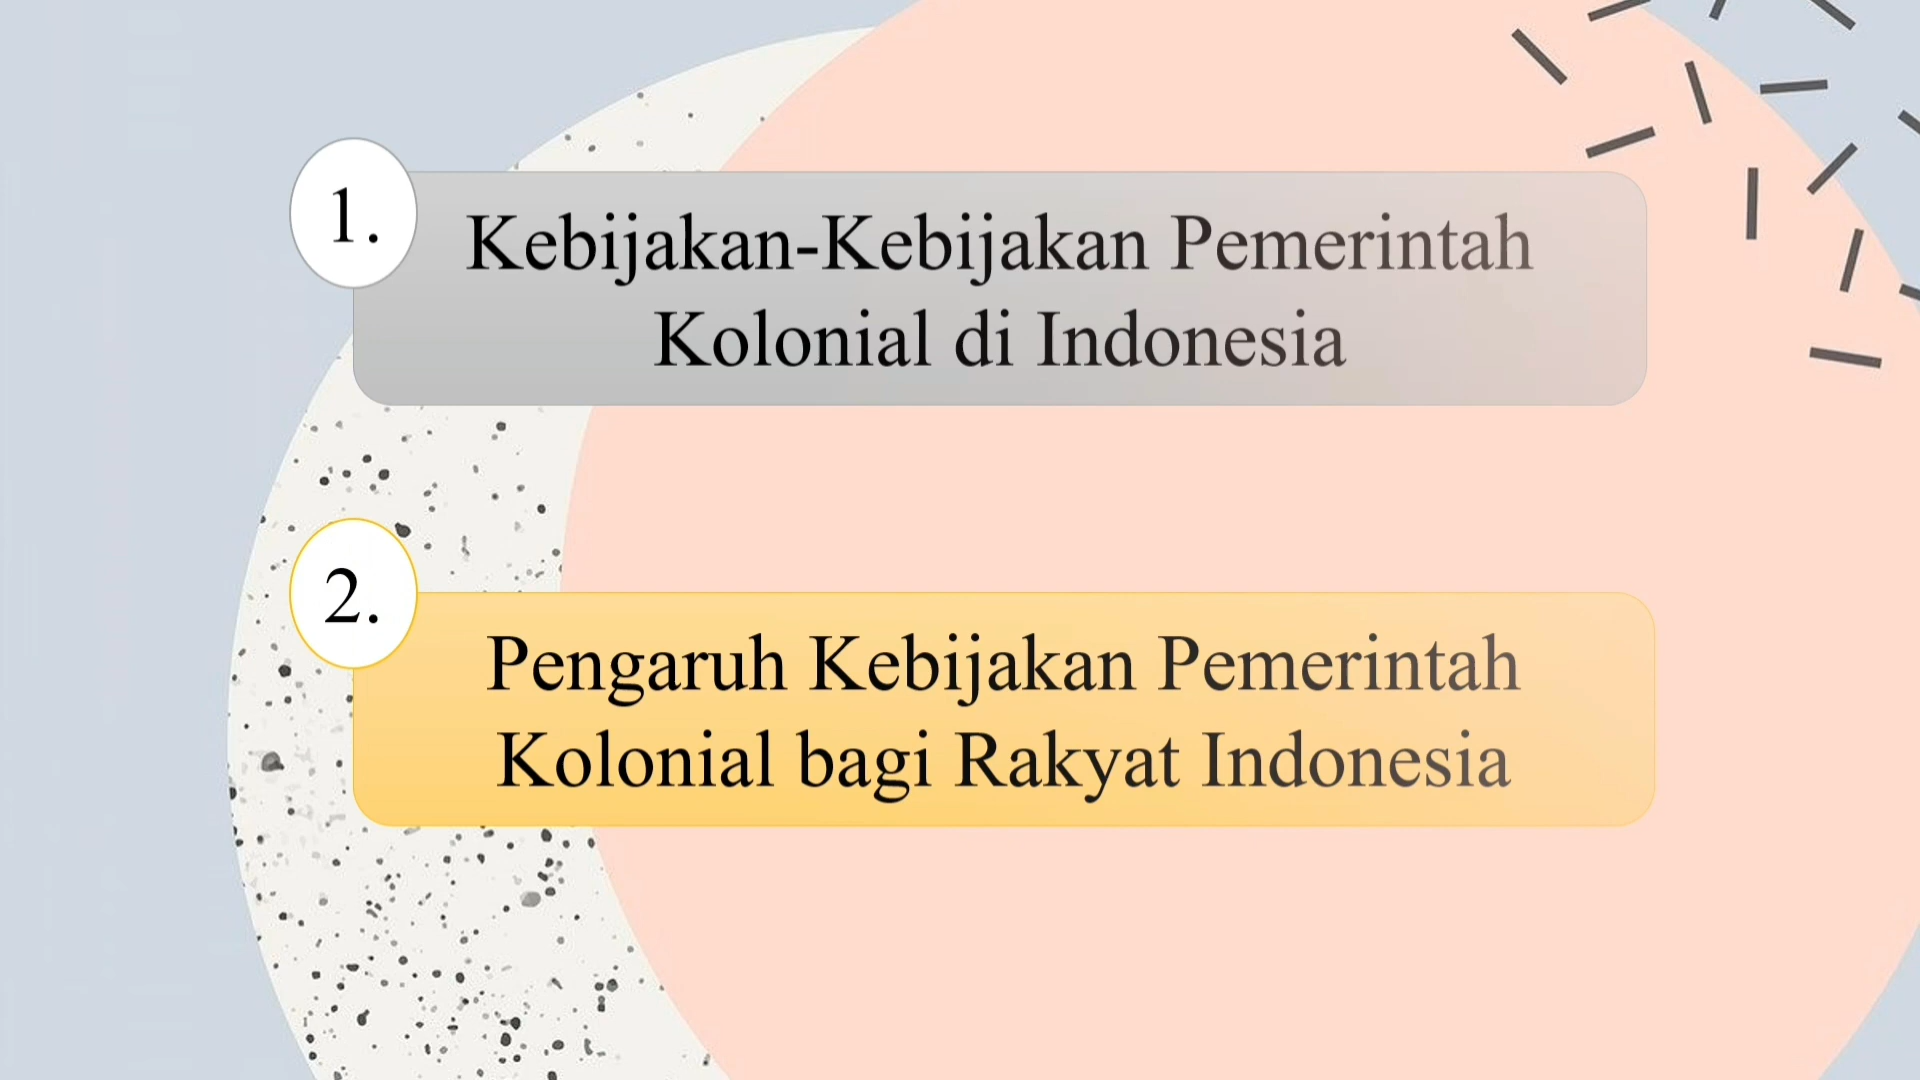 1.
Kebijakan-Kebijakan Pemerintah
Kolonial di Indonesia
2.
Pengaruh Kebijakan Pemerintah
Kolonial bagi Rakyat Indonesia